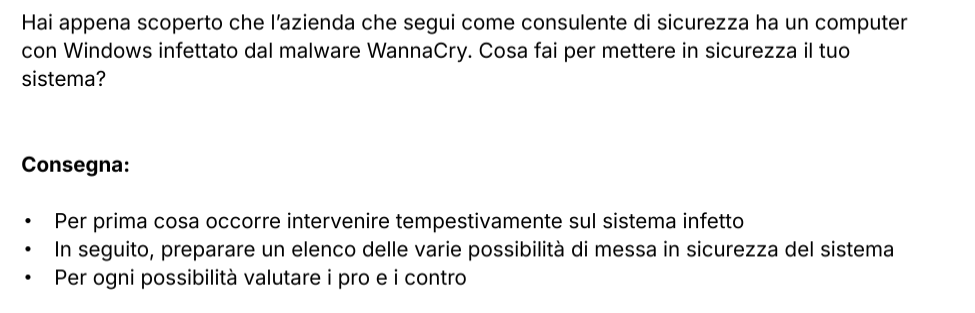 Hai appena scoperto che l'azienda che segui come consulente di sicurezza ha un computer
con Windows infettato dal malware WannaCry. Cosa fai per mettere in sicurezza il tuo
sistema?
Consegna:
• Per prima cosa occorre intervenire tempestivamente sul sistema infetto
• In seguito, preparare un elenco delle varie possibilità di messa in sicurezza del sistema
• Per ogni possibilità valutare i pro e i contro